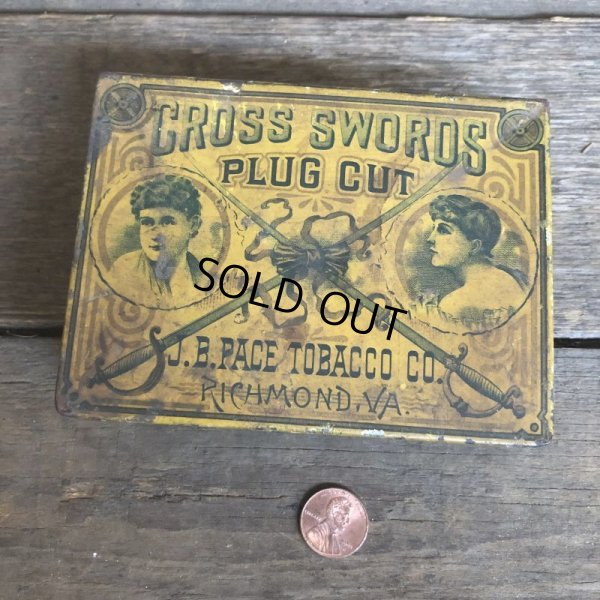 CROSS SWORDS
PLUG CUT
SOLD OUT
J.B. PACE TOBACCO CO.
RICHMOND, VA.